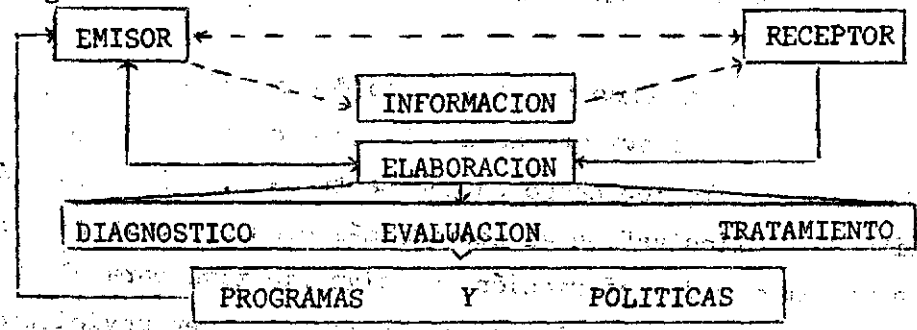 EMISOR RECEPTOR
INFORMACION
ELABORACION
DIAGNOSTICO EVALUACION TRATAMIENTO
PROGRAMAS Y POLITICAS